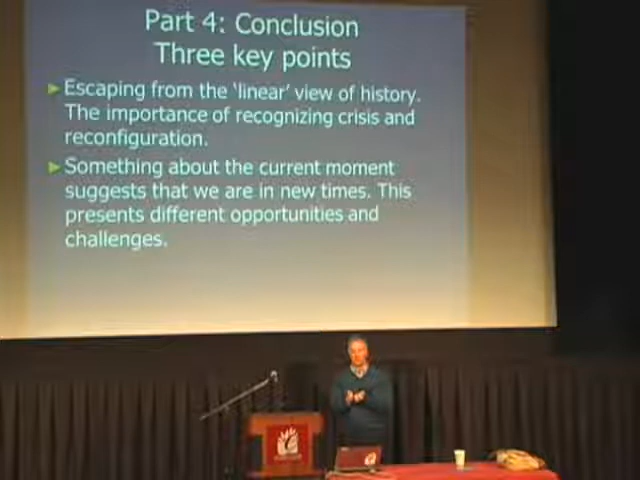 Part 4: Conclusion
Three key points
Escaping from the 'linear' view of history.
The importance of recognizing crisis and
reconfiguration.
Something about the current moment
suggests that we are in new times. This
presents different opportunities and
challenges.